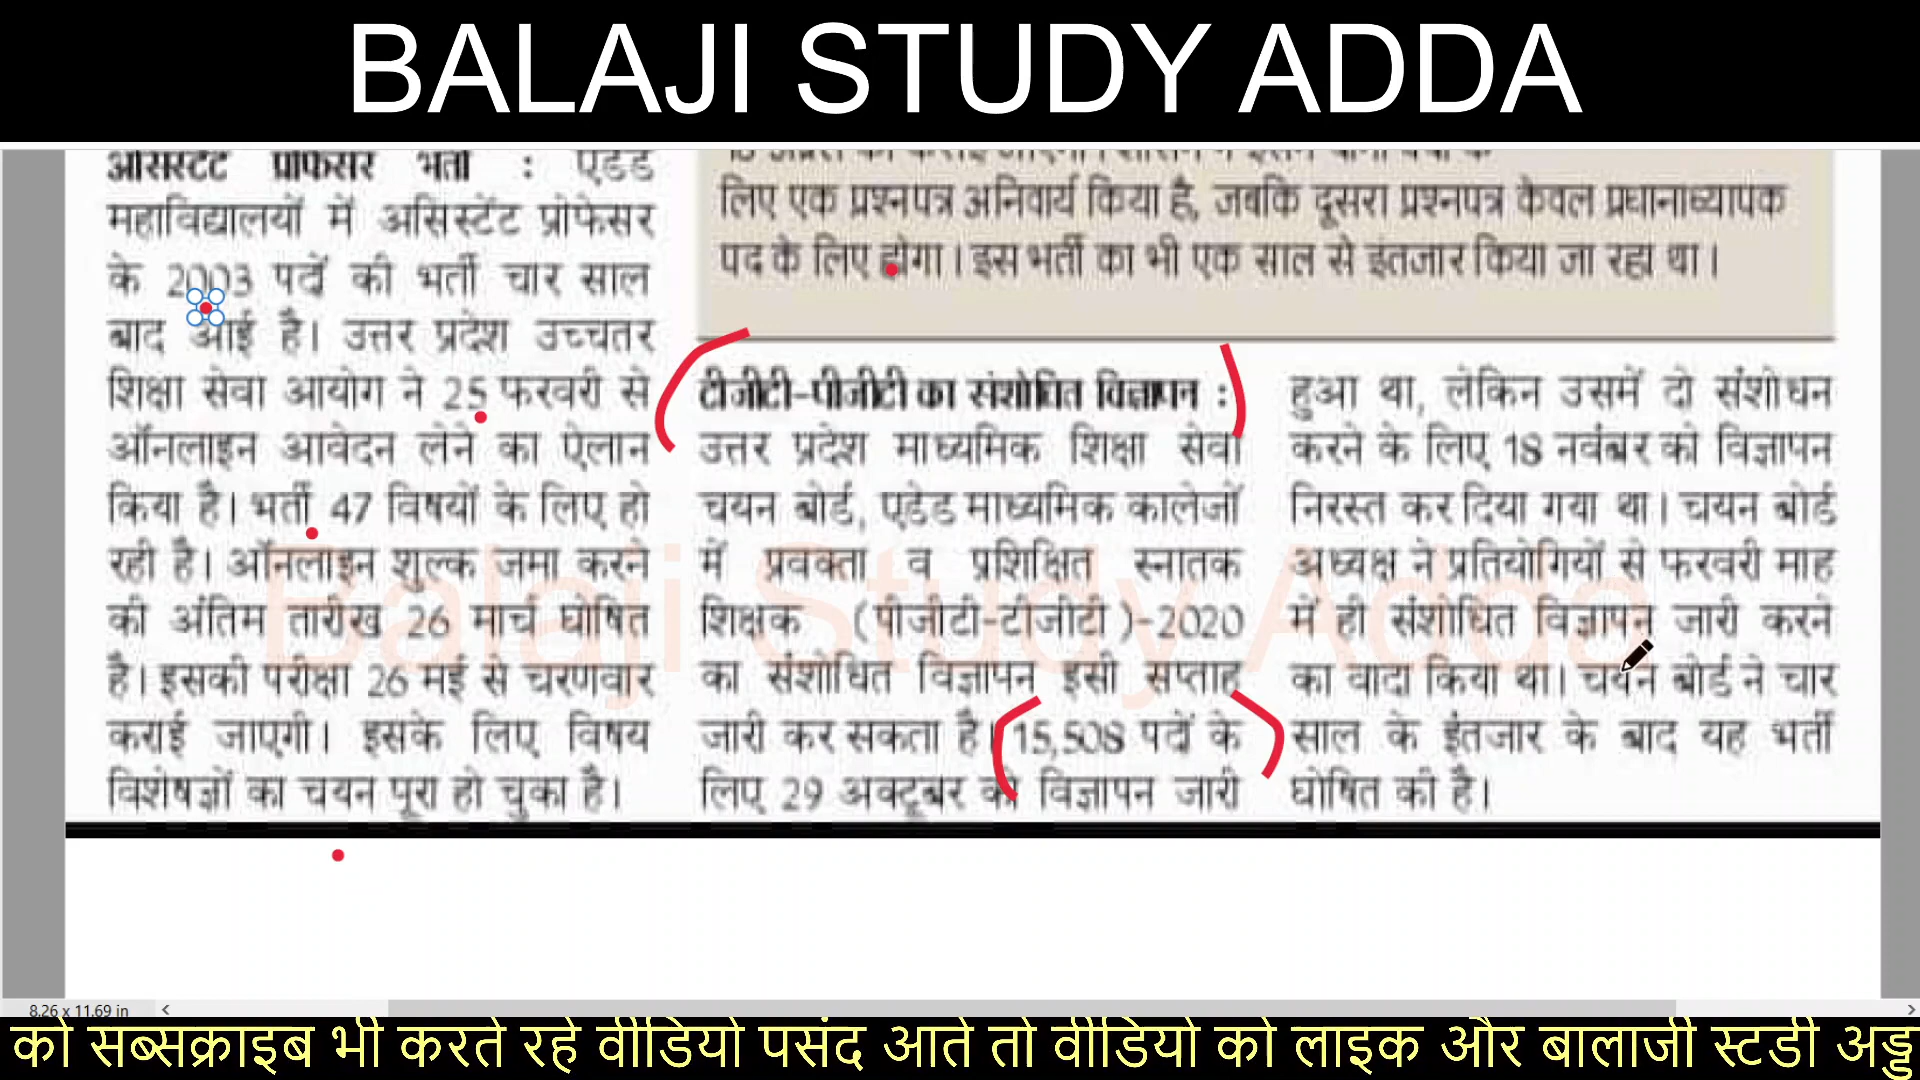 BALAJI STUDY ADDA
असिस्टेंट प्रोफेसर भर्ती : एडेड
महाविद्यालयों में असिस्टेंट प्रोफेसर
के 2003 पदों की भर्ती चार साल
बाद आई है। उत्तर प्रदेश उच्चतर
शिक्षा सेवा आयोग ने 25 फरवरी से
ऑनलाइन आवेदन लेने का ऐलान
किया है। भर्ती 47 विषयों के लिए हो
रही है। ऑनलाइन शुल्क जमा करने
की अंतिम तारीख 26 मार्च घोषित
है। इसकी परीक्षा 26 मई से चरणवार
कराई जाएगी। इसके लिए विषय
विशेषज्ञों का चयन पूरा हो चुका है।
लिए एक प्रश्नपत्र अनिवार्य किया है, जबकि दूसरा प्रश्नपत्र केवल प्रधानाध्यापक
पद के लिए होगा। इस भर्ती का भी एक साल से इंतजार किया जा रहा था।
टीजीटी-पीजीटी का संशोधित विज्ञापन :
उत्तर प्रदेश माध्यमिक शिक्षा सेवा
चयन बोर्ड, एडेड माध्यमिक कालेजों
में प्रवक्ता व प्रशिक्षित स्नातक
शिक्षक (पीजीटी-टीजीटी )-2020
का संशोधित विज्ञापन इसी सप्ताह
जारी कर सकता है। 15,508 पदों के
लिए 29 अक्टूबर को विज्ञापन जारी
हुआ था, लेकिन उसमें दो संशोधन
करने के लिए 18 नवंबर को विज्ञापन
निरस्त कर दिया गया था। चयन बोर्ड
अध्यक्ष ने प्रतियोगियों से फरवरी माह
में ही संशोधित विज्ञापन जारी करने
का वादा किया था। चयन बोर्ड ने चार
साल के इंतजार के बाद यह भर्ती
घोषित की है।
Balaji Study Adda
8.26 x 11.69 in
को सब्सक्राइब भी करते रहे वीडियो पसंद आते तो वीडियो को लाइक और बालाजी स्टडी अड्डा